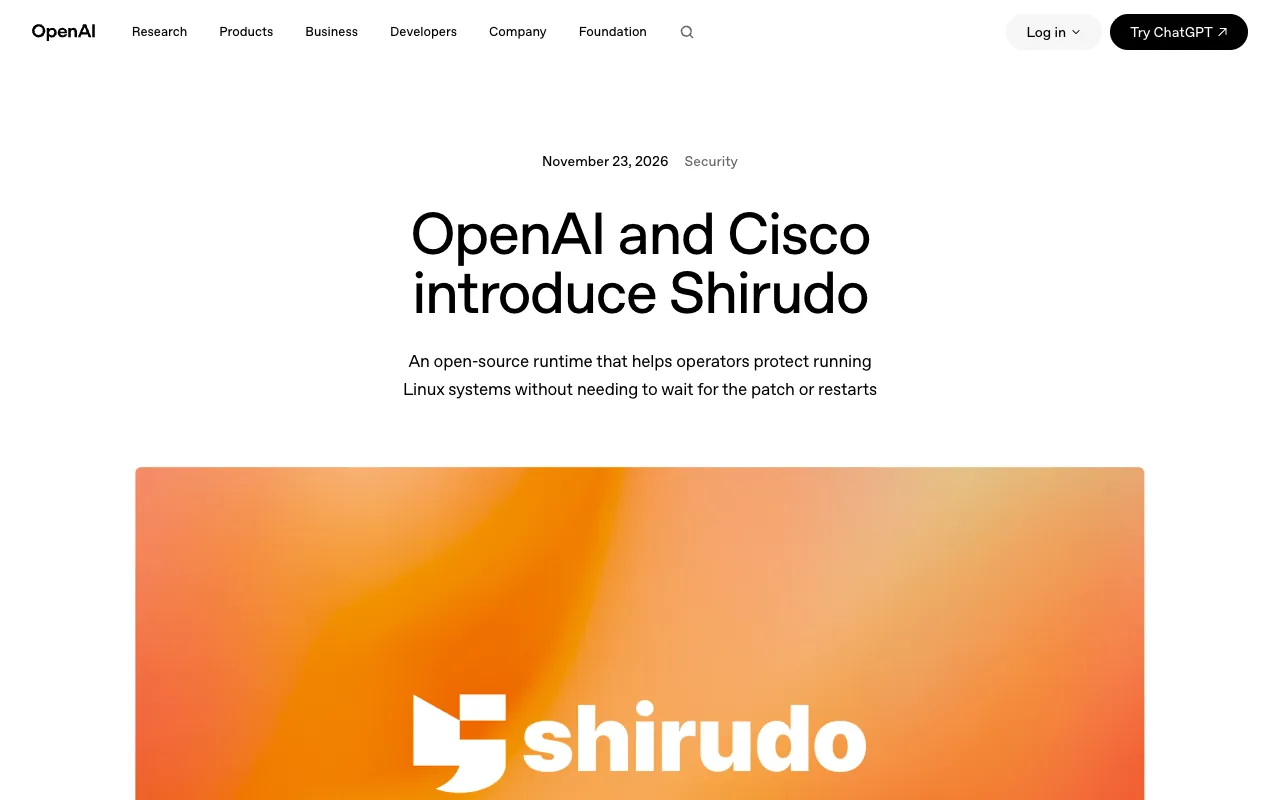 OpenAI Research Products Business Developers Company Foundation Log in Try ChatGPT ↗
November 23, 2026 Security
OpenAI and Cisco
introduce Shirudo
An open-source runtime that helps operators protect running
Linux systems without needing to wait for the patch or restarts
shirudo